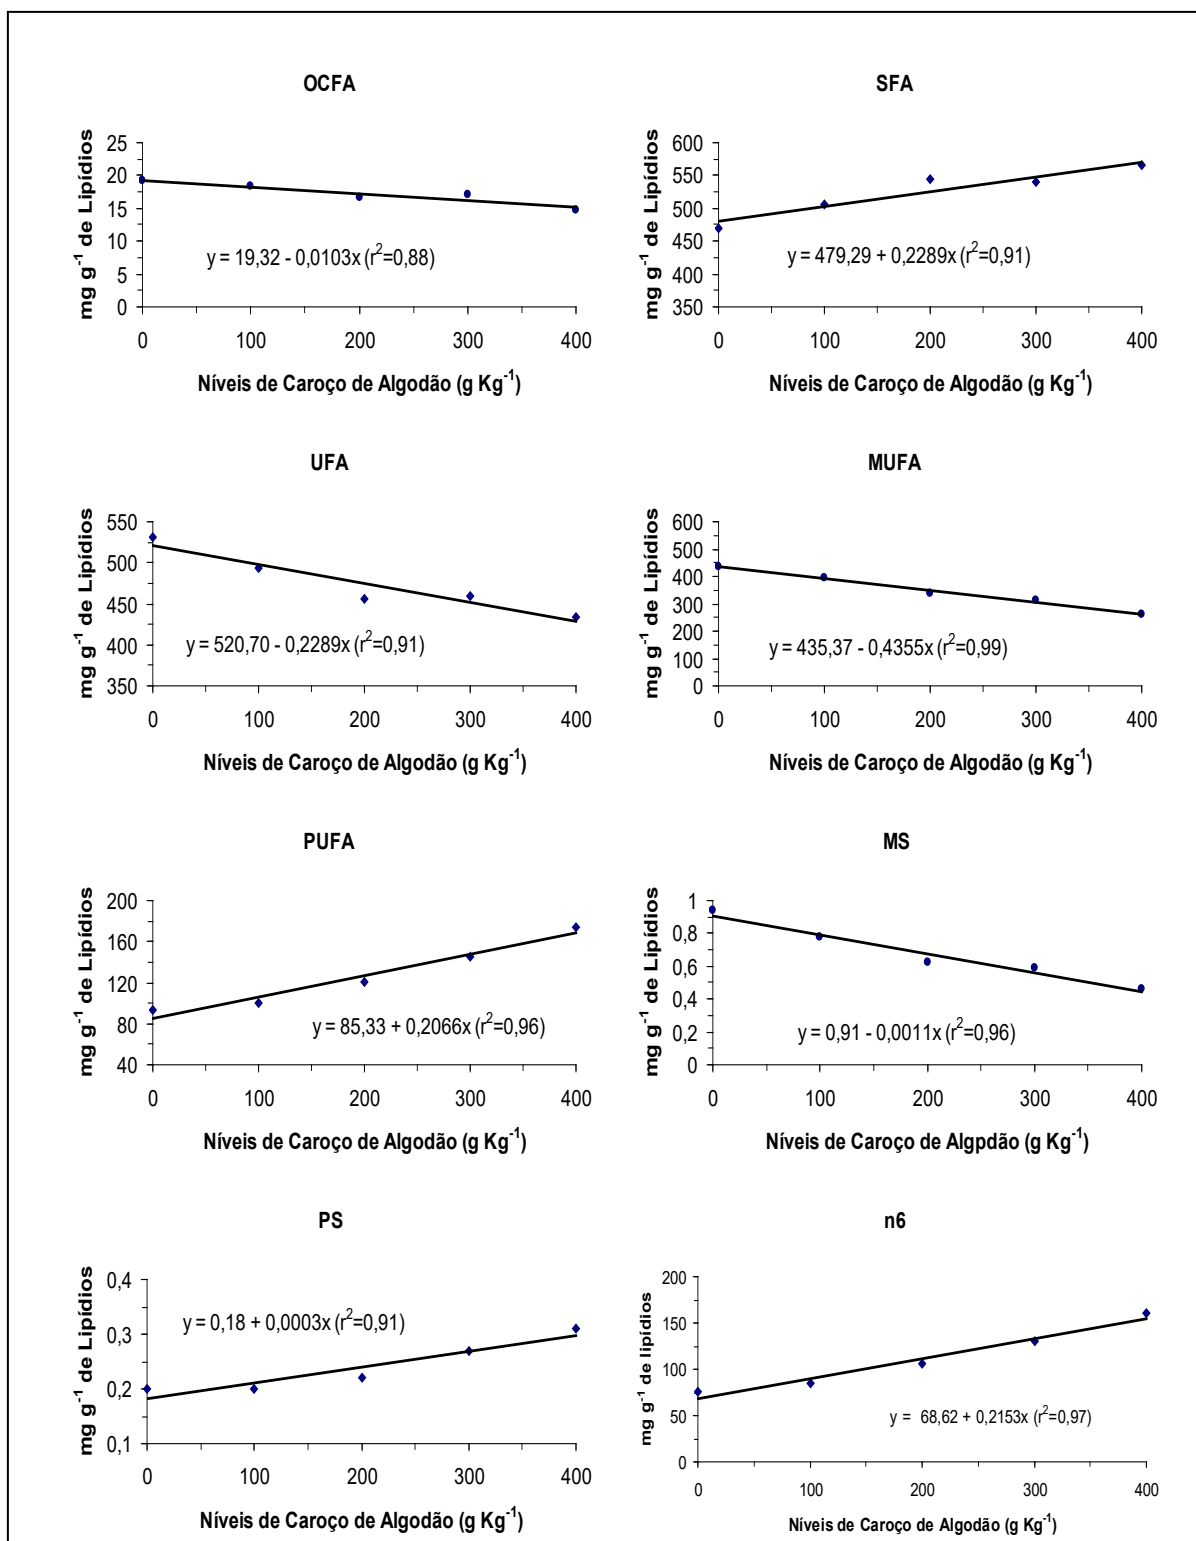 OCFA
mg g⁻¹ de Lipídios
25
20
15
10
5
0
y = 19,32 - 0,0103x (r²=0,88)
0 100 200 300 400
Níveis de Caroço de Algodão (g Kg⁻¹)
SFA
mg g⁻¹ de Lipídios
600
550
500
450
400
350
y = 479,29 + 0,2289x (r²=0,91)
0 100 200 300 400
Níveis de Caroço de Algodão (g Kg⁻¹)
UFA
mg g⁻¹ de Lipídios
550
500
450
400
350
y = 520,70 - 0,2289x (r²=0,91)
0 100 200 300 400
Níveis de Caroço de Algodão (g Kg⁻¹)
MUFA
mg g⁻¹ de Lipídios
600
500
400
300
200
100
0
y = 435,37 - 0,4355x (r²=0,99)
0 100 200 300 400
Níveis de Caroço de Algodão (g Kg⁻¹)
PUFA
mg g⁻¹ de Lipídios
200
160
120
80
40
y = 85,33 + 0,2066x (r²=0,96)
0 100 200 300 400
Níveis de Caroço de Algodão (g Kg⁻¹)
MS
mg g⁻¹ de Lipídios
1
0,8
0,6
0,4
0,2
0
y = 0,91 - 0,0011x (r²=0,96)
0 100 200 300 400
Níveis de Caroço de Algpdão (g Kg⁻¹)
PS
mg g⁻¹ de Lipídios
0,4
0,3
0,2
0,1
y = 0,18 + 0,0003x (r²=0,91)
0 100 200 300 400
Níveis de Caroço de Algodão (g Kg⁻¹)
n6
mg g⁻¹ de lipídios
200
150
100
50
0
y = 68,62 + 0,2153x (r²=0,97)
0 100 200 300 400
Níveis de Caroço de Algodão (g Kg⁻¹)